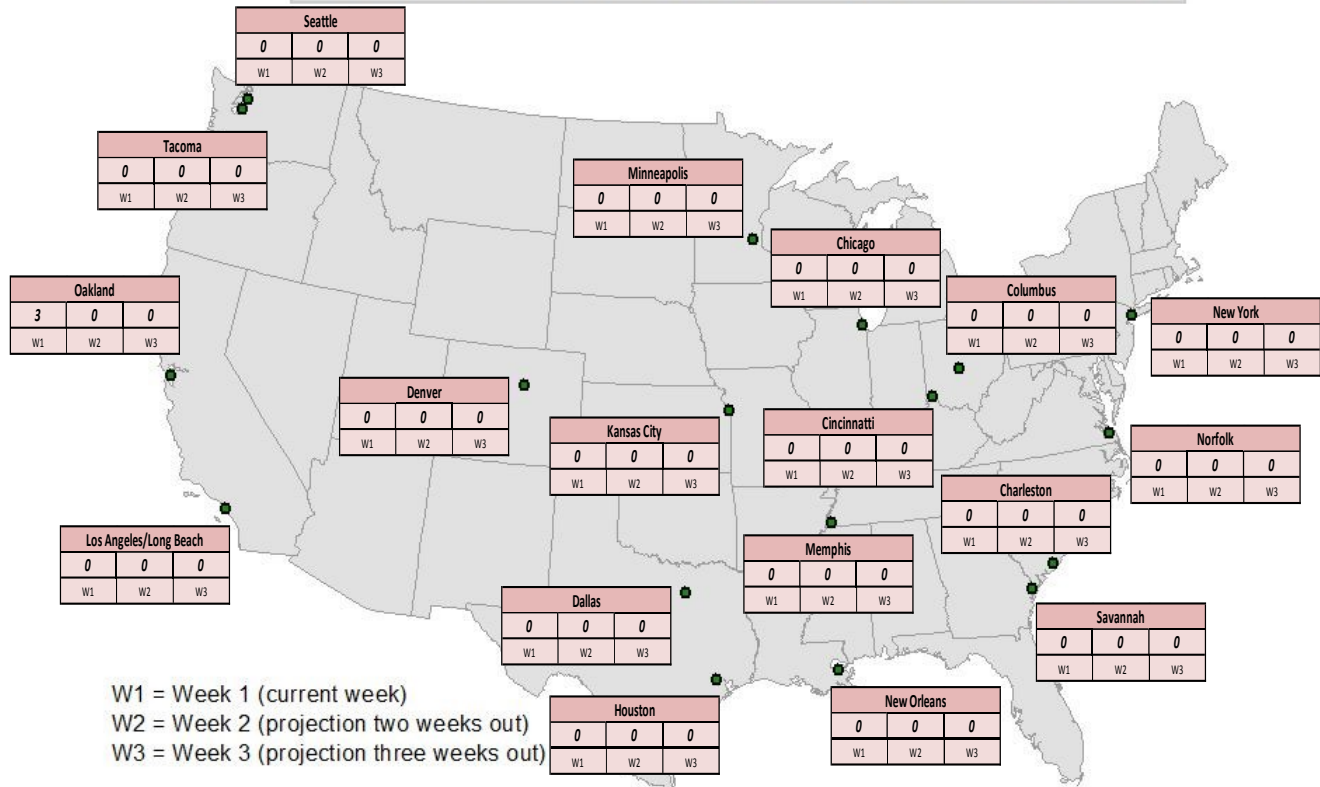 Seattle
0 0 0
W1 W2 W3
Tacoma
0 0 0
W1 W2 W3
Minneapolis
0 0 0
W1 W2 W3
Chicago
0 0 0
W1 W2 W3
Oakland
3 0 0
W1 W2 W3
Columbus
0 0 0
W1 W2 W3
New York
0 0 0
W1 W2 W3
Denver
0 0 0
W1 W2 W3
Kansas City
0 0 0
W1 W2 W3
Cincinnatti
0 0 0
W1 W2 W3
Norfolk
0 0 0
W1 W2 W3
Charleston
0 0 0
W1 W2 W3
Los Angeles/Long Beach
0 0 0
W1 W2 W3
Memphis
0 0 0
W1 W2 W3
Dallas
0 0 0
W1 W2 W3
Savannah
0 0 0
W1 W2 W3
New Orleans
0 0 0
W1 W2 W3
Houston
0 0 0
W1 W2 W3
W1 = Week 1 (current week)
W2 = Week 2 (projection two weeks out)
W3 = Week 3 (projection three weeks out)